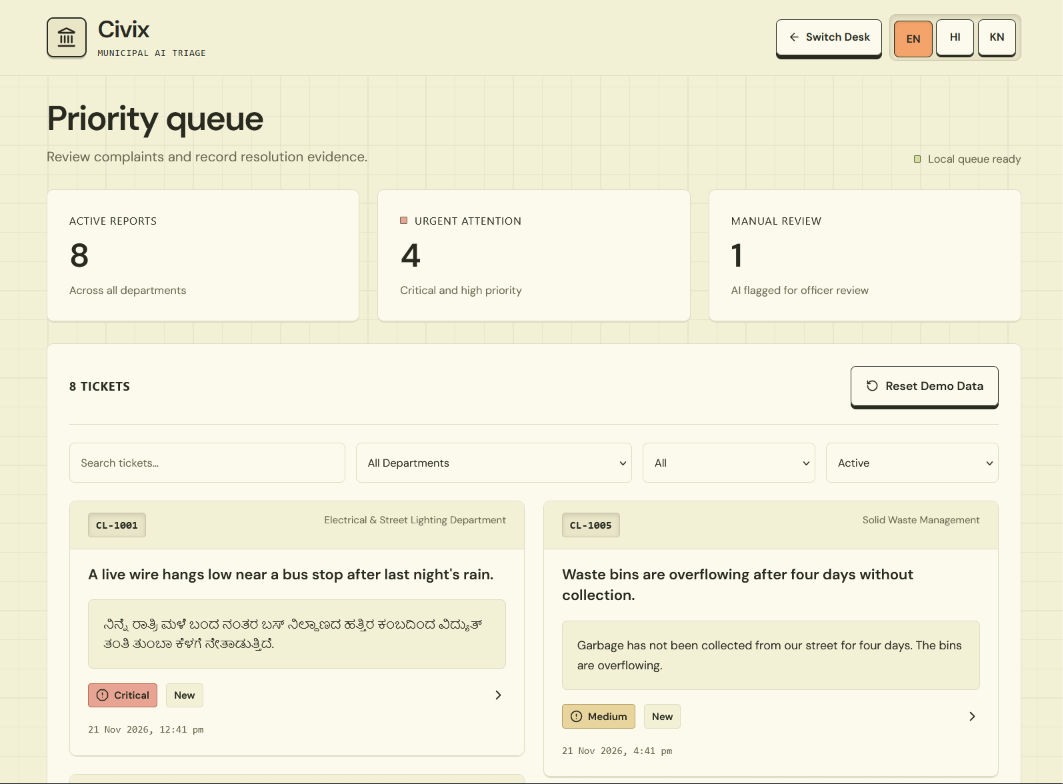 Civix
MUNICIPAL AI TRIAGE
Switch Desk
EN
HI
KN
Priority queue
Review complaints and record resolution evidence.
Local queue ready
ACTIVE REPORTS
8
Across all departments
URGENT ATTENTION
4
Critical and high priority
MANUAL REVIEW
1
AI flagged for officer review
8 TICKETS
Reset Demo Data
Search tickets…
All Departments
All
Active
CL-1001
Electrical & Street Lighting Department
A live wire hangs low near a bus stop after last night's rain.
ನಿನ್ನೆ ರಾತ್ರಿ ಮಳೆ ಬಂದ ನಂತರ ಬಸ್ ನಿಲ್ದಾಣದ ಹತ್ತಿರ ಕಂಬದಿಂದ ವಿದ್ಯುತ್
ತಂತಿ ತುಂಬಾ ಕೆಳಗೆ ನೇತಾಡುತ್ತಿದೆ.
Critical
New
21 Nov 2026, 12:41 pm
CL-1005
Solid Waste Management
Waste bins are overflowing after four days without
collection.
Garbage has not been collected from our street for four days. The bins
are overflowing.
Medium
New
21 Nov 2026, 4:41 pm